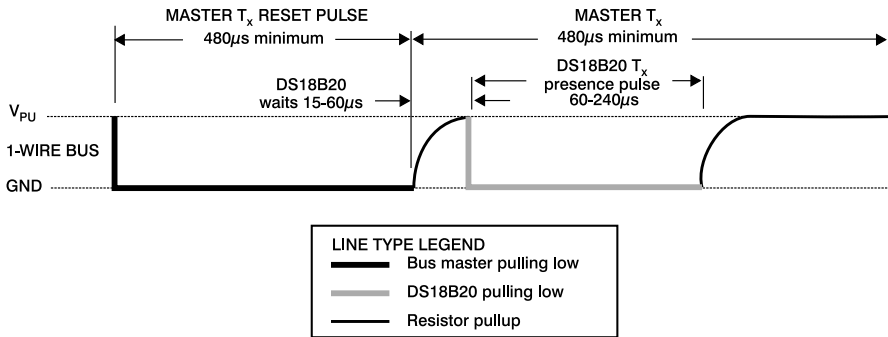 MASTER Tx RESET PULSE
480μs minimum
MASTER Tx
480μs minimum
DS18B20
waits 15-60μs
DS18B20 Tx
presence pulse
60-240μs
VPU
1-WIRE BUS
GND
LINE TYPE LEGEND
Bus master pulling low
DS18B20 pulling low
Resistor pullup